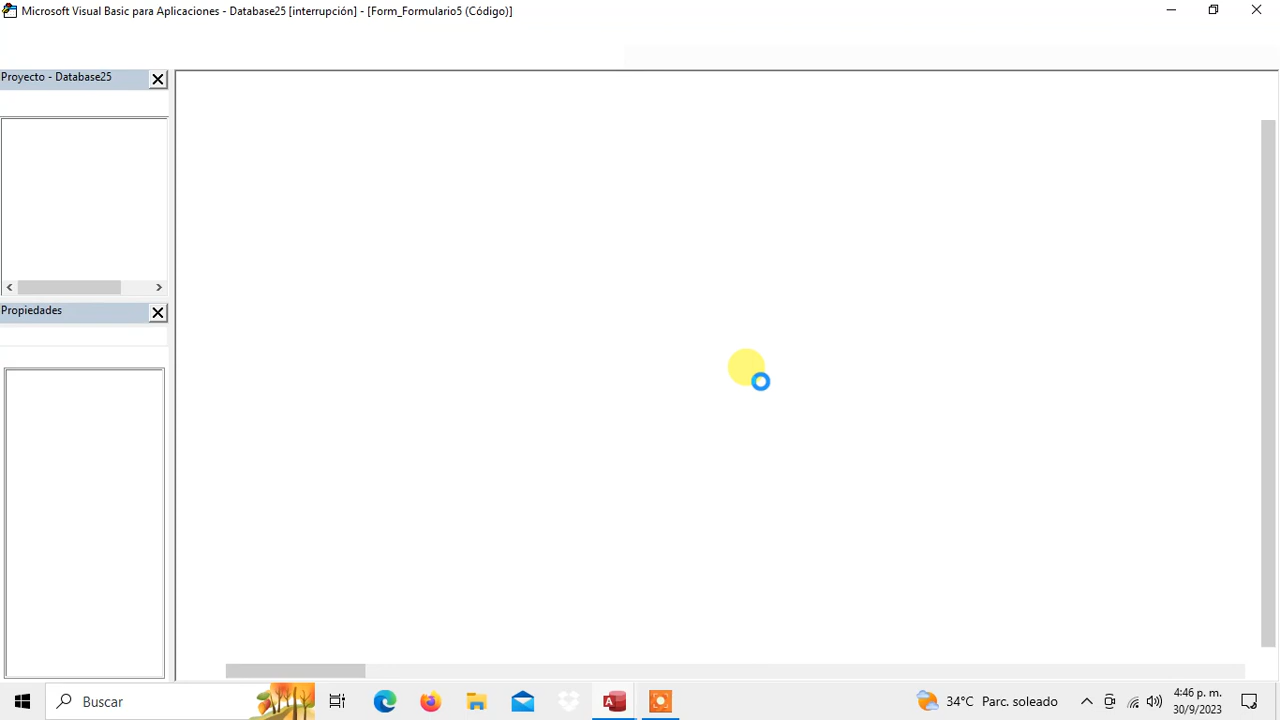 Microsoft Visual Basic para Aplicaciones - Database25 [interrupción] - [Form_Formulario5 (Código)]
Proyecto - Database25
Propiedades
Buscar
34°C Parc. soleado
4:46 p. m.
30/9/2023